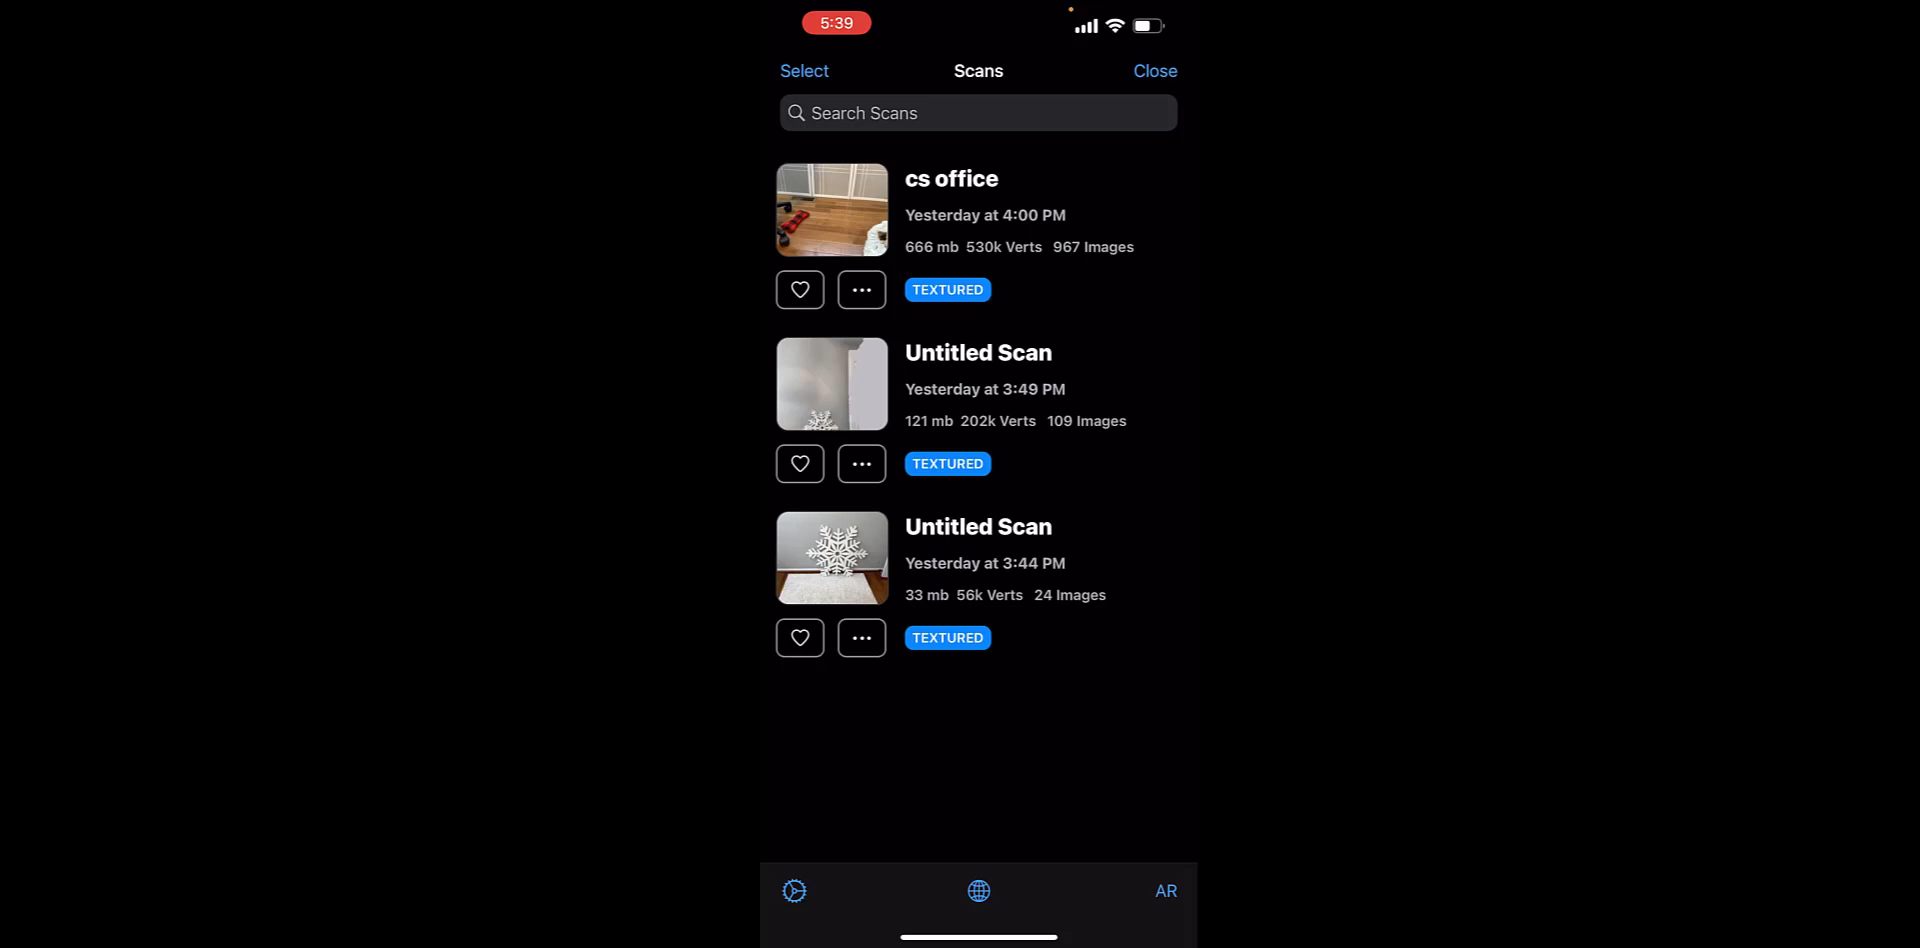 5:39
Select Scans Close
Search Scans
cs office
Yesterday at 4:00 PM
666 mb 530k Verts 967 Images
TEXTURED
Untitled Scan
Yesterday at 3:49 PM
121 mb 202k Verts 109 Images
TEXTURED
Untitled Scan
Yesterday at 3:44 PM
33 mb 56k Verts 24 Images
TEXTURED
AR